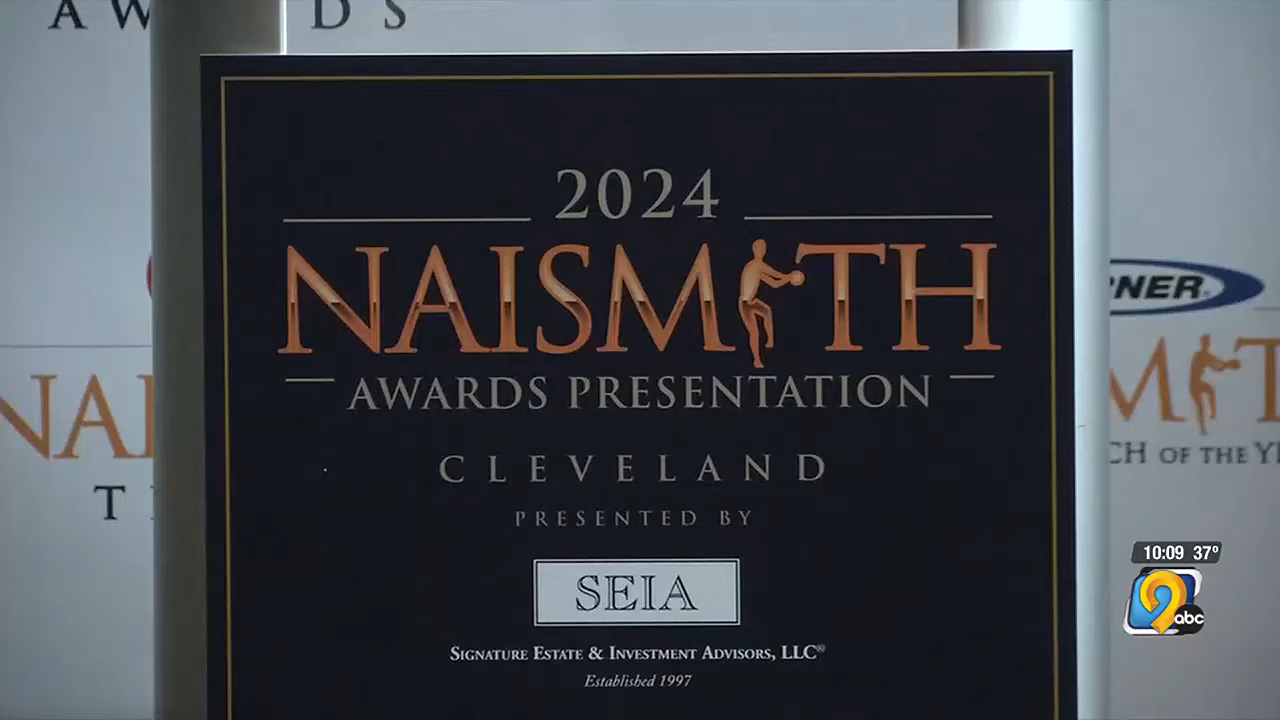 AW DS
2024
NAISMITH
AWARDS PRESENTATION
CLEVELAND
PRESENTED BY
SEIA
SIGNATURE ESTATE & INVESTMENT ADVISORS, LLC®
Established 1997
NAI
T
NER
M T
CH OF THE Y
10:09 37°
9
abc